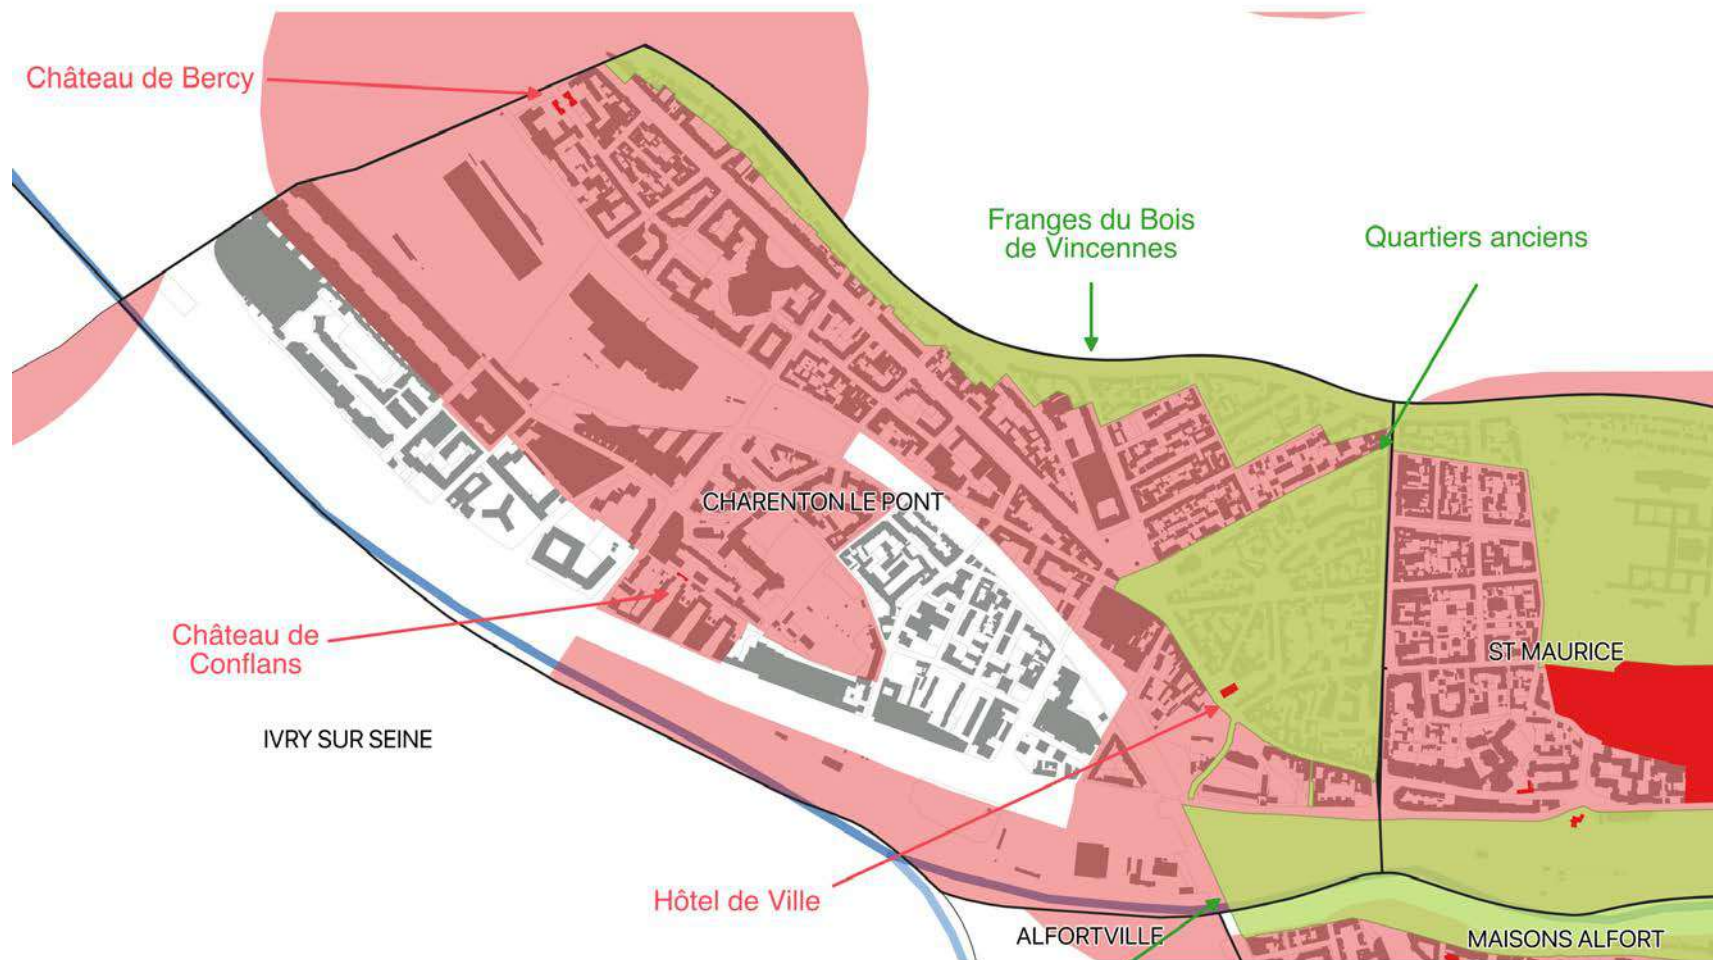 Château de Bercy
Franges du Bois
de Vincennes
Quartiers anciens
CHARENTON LE PONT
Château de
Conflans
ST MAURICE
IVRY SUR SEINE
Hôtel de Ville
ALFORTVILLE
MAISONS ALFORT